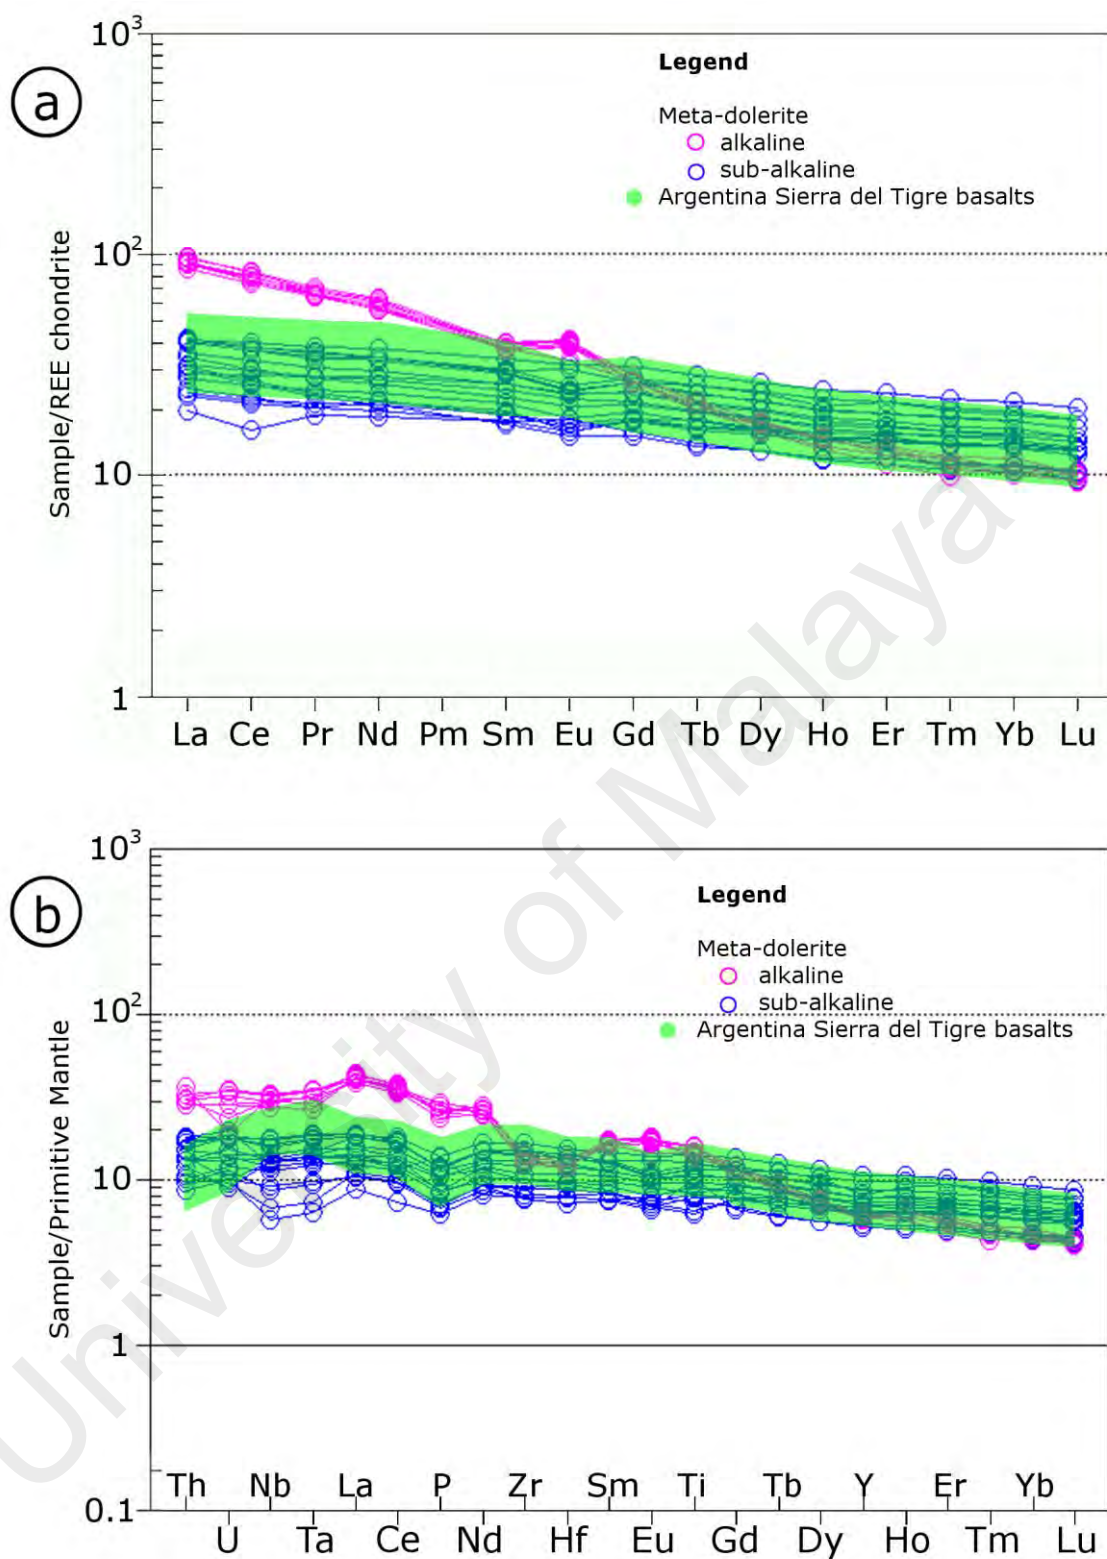 a
10³
10²
10
1
Sample/REE chondrite
Legend
Meta-dolerite
alkaline
sub-alkaline
Argentina Sierra del Tigre basalts
La Ce Pr Nd Pm Sm Eu Gd Tb Dy Ho Er Tm Yb Lu
b
10³
10²
10
1
0.1
Sample/Primitive Mantle
Legend
Meta-dolerite
alkaline
sub-alkaline
Argentina Sierra del Tigre basalts
Th Nb La P Zr Sm Ti Tb Y Er Yb
U Ta Ce Nd Hf Eu Gd Dy Ho Tm Lu
University of Malaya